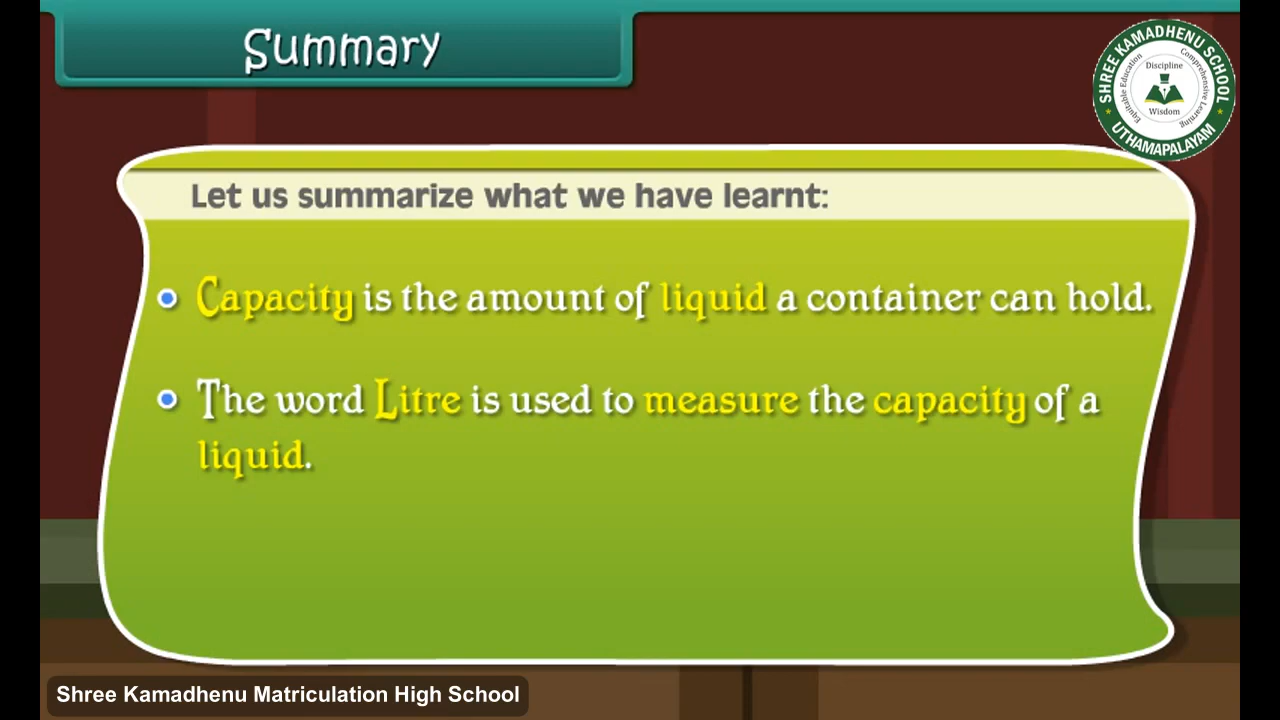 Summary
SHREE KAMADHENU SCHOOL
Equitable Education
Discipline
Comprehensive Learning
Wisdom
UTHAMAPALAYAM
Let us summarize what we have learnt:
Capacity is the amount of liquid a container can hold.
The word Litre is used to measure the capacity of a
liquid.
Shree Kamadhenu Matriculation High School